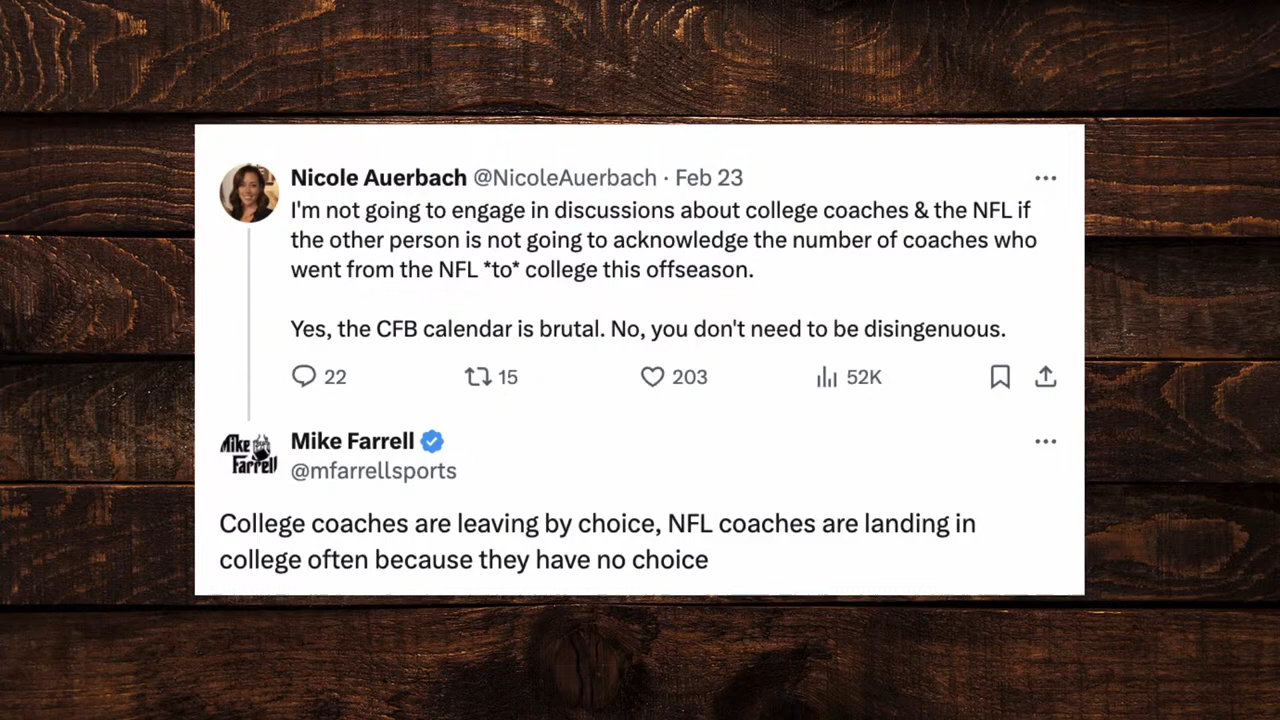 Nicole Auerbach @NicoleAuerbach · Feb 23
I'm not going to engage in discussions about college coaches & the NFL if
the other person is not going to acknowledge the number of coaches who
went from the NFL *to* college this offseason.
Yes, the CFB calendar is brutal. No, you don't need to be disingenuous.
22 15 203 52K
Mike Farrell
Mike
Farrell
@mfarrellsports
College coaches are leaving by choice, NFL coaches are landing in
college often because they have no choice